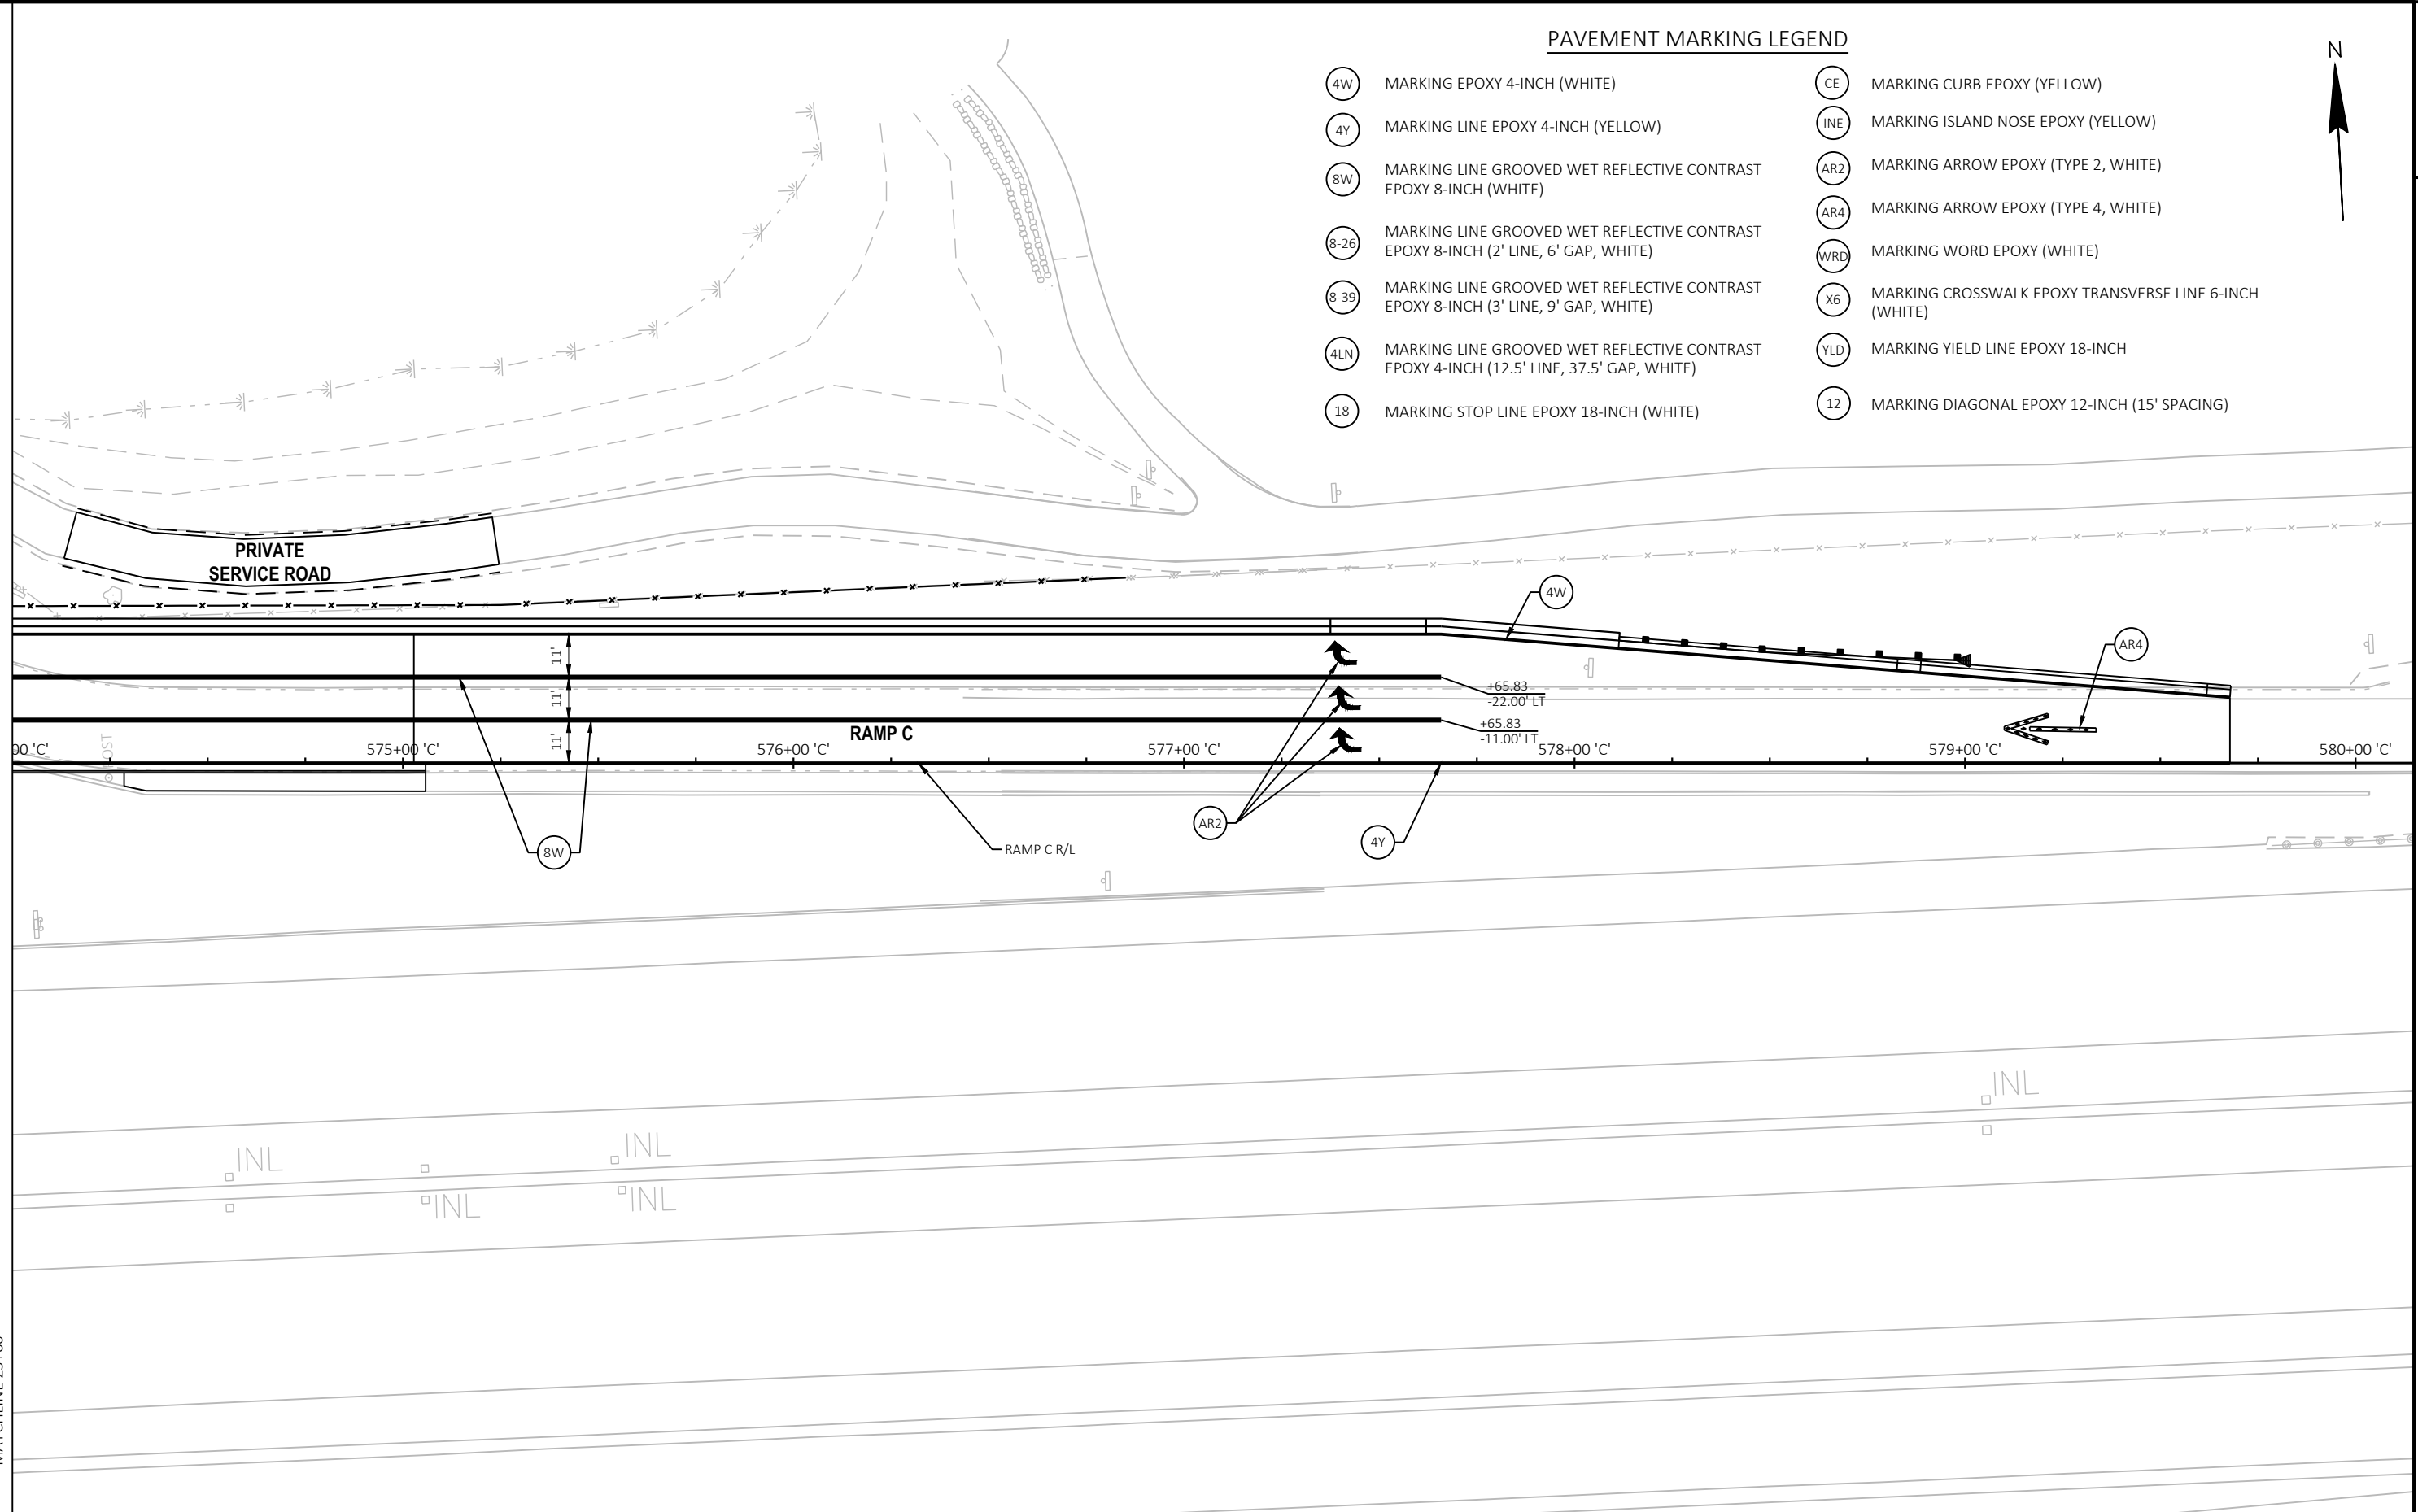 PAVEMENT MARKING LEGEND
N
4W MARKING EPOXY 4-INCH (WHITE)
4Y MARKING LINE EPOXY 4-INCH (YELLOW)
8W MARKING LINE GROOVED WET REFLECTIVE CONTRAST
EPOXY 8-INCH (WHITE)
8-26 MARKING LINE GROOVED WET REFLECTIVE CONTRAST
EPOXY 8-INCH (2' LINE, 6' GAP, WHITE)
8-39 MARKING LINE GROOVED WET REFLECTIVE CONTRAST
EPOXY 8-INCH (3' LINE, 9' GAP, WHITE)
4LN MARKING LINE GROOVED WET REFLECTIVE CONTRAST
EPOXY 4-INCH (12.5' LINE, 37.5' GAP, WHITE)
18 MARKING STOP LINE EPOXY 18-INCH (WHITE)
CE MARKING CURB EPOXY (YELLOW)
INE MARKING ISLAND NOSE EPOXY (YELLOW)
AR2 MARKING ARROW EPOXY (TYPE 2, WHITE)
AR4 MARKING ARROW EPOXY (TYPE 4, WHITE)
WRD MARKING WORD EPOXY (WHITE)
X6 MARKING CROSSWALK EPOXY TRANSVERSE LINE 6-INCH
(WHITE)
YLD MARKING YIELD LINE EPOXY 18-INCH
12 MARKING DIAGONAL EPOXY 12-INCH (15' SPACING)
PRIVATE
SERVICE ROAD
4W
AR4
11'
11'
11'
+65.83
-22.00' LT
+65.83
-11.00' LT
RAMP C
00 'C'
575+00 'C'
576+00 'C'
577+00 'C'
578+00 'C'
579+00 'C'
580+00 'C'
8W
RAMP C R/L
AR2
4Y
INL
INL
INL
INL
INL